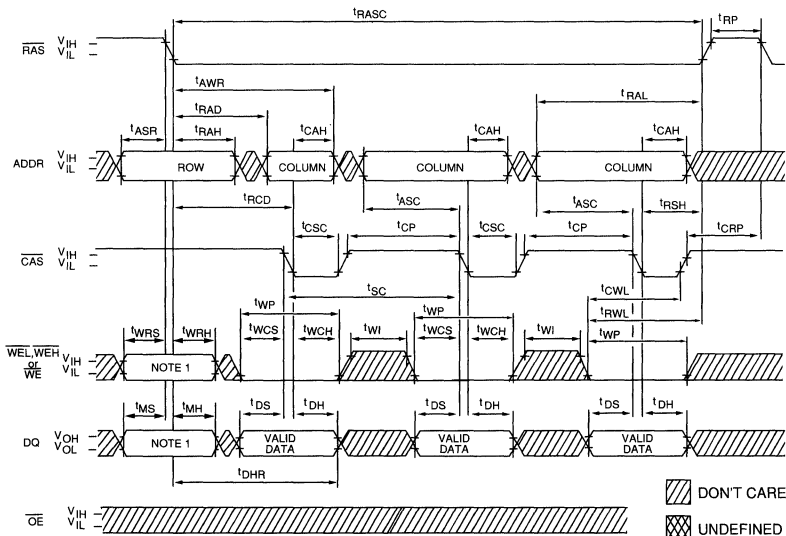 tRASC tRP
RAS VIH
VIL
tAWR
tRAD tRAL
tASR tRAH tCAH tCAH tCAH
ADDR VIH
VIL
ROW COLUMN COLUMN COLUMN
tRCD tASC tASC tRSH
tCSC tCP tCSC tCP tCRP
CAS VIH
VIL
tSC tCWL
tWP tWP tRWL
tWRS tWRH tWCS tWCH tWI tWCS tWCH tWI tWP
WEL,WEH
or
WE
VIH
VIL
NOTE 1
tMS tMH tDS tDH tDS tDH tDS tDH
DQ VOH
VOL
NOTE 1 VALID
DATA VALID
DATA VALID
DATA
tDHR
OE VIH
VIL
DON'T CARE
UNDEFINED